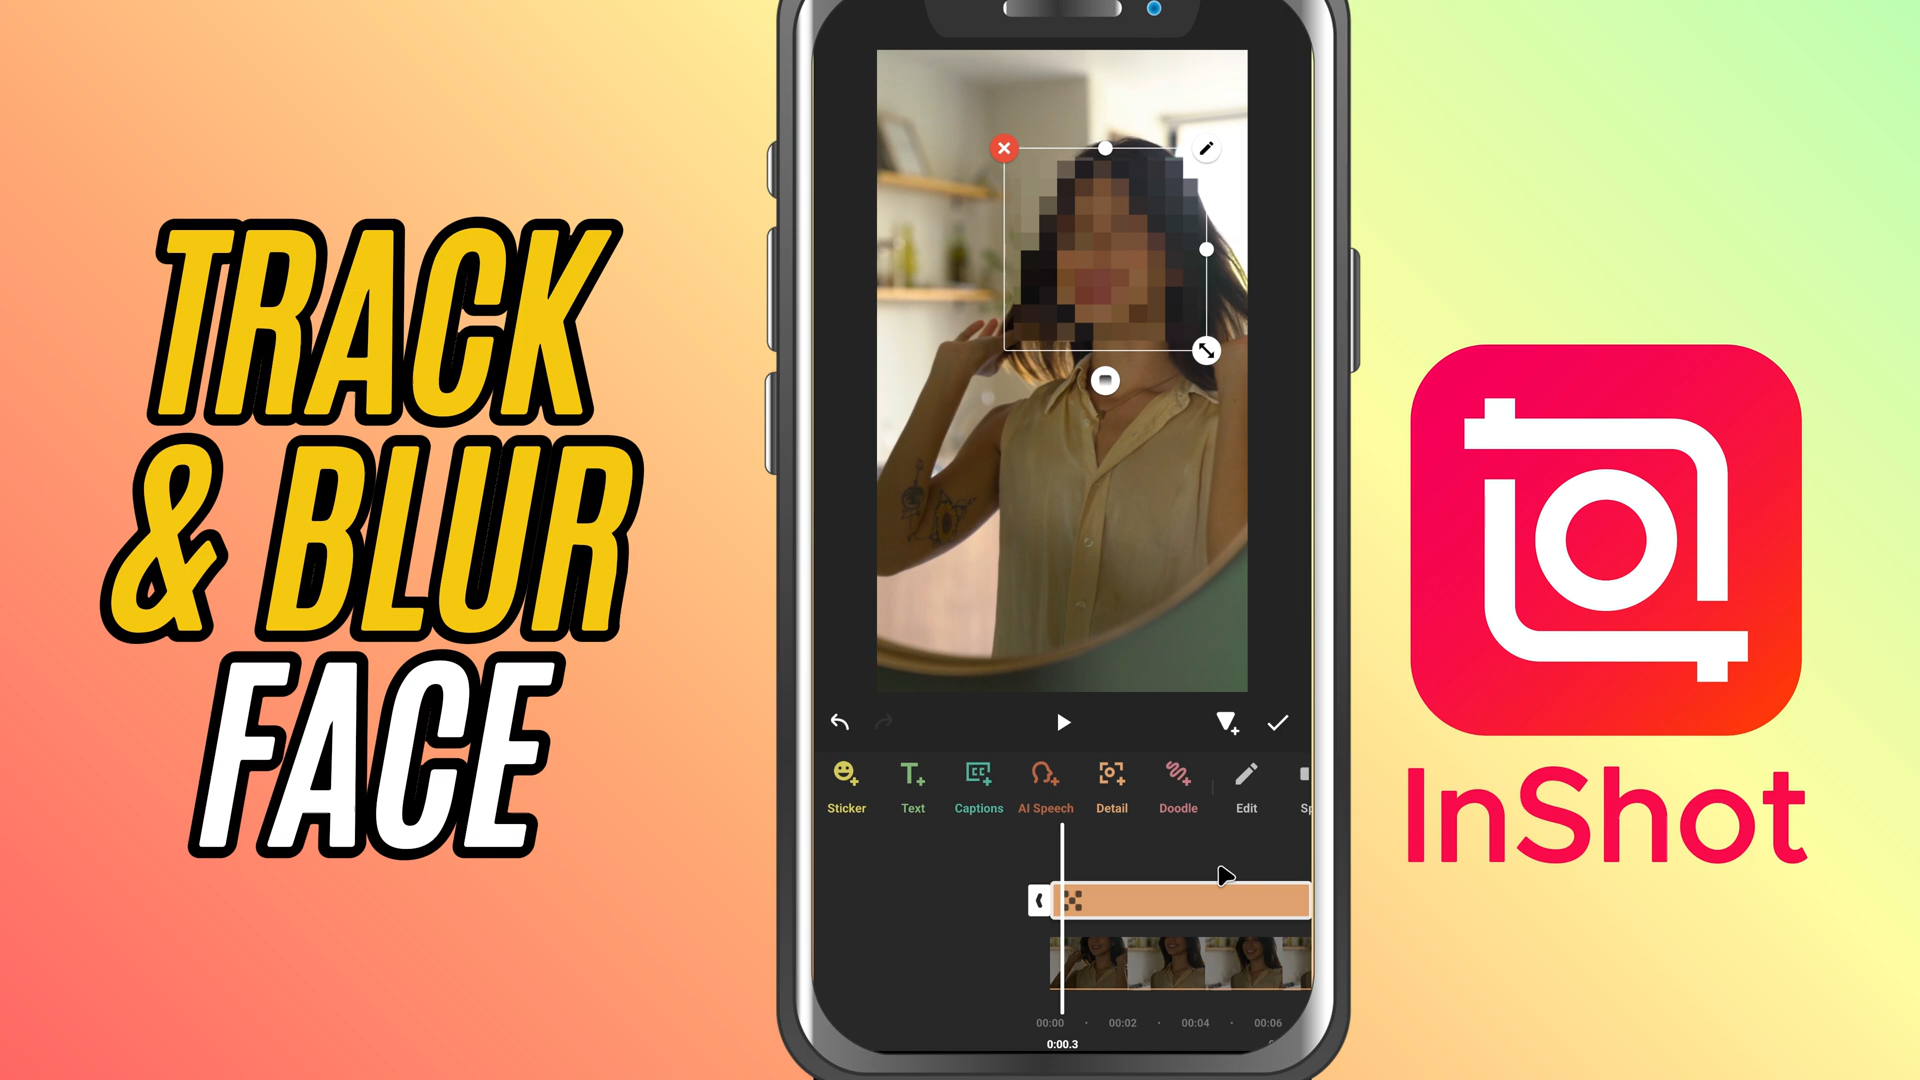 TRACK
& BLUR
FACE
Sticker
Text
Captions
AI Speech
Detail
Doodle
Edit
Sp
00:00
00:02
00:04
00:06
0:00.3
InShot